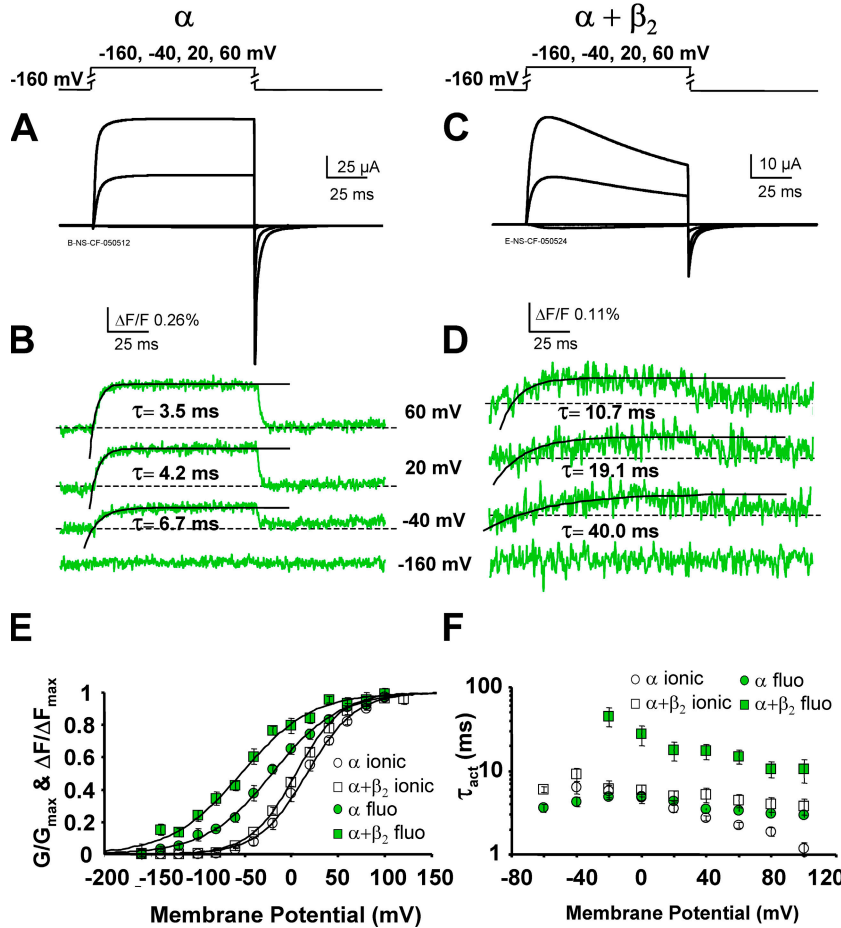 α
α + β₂
-160, -40, 20, 60 mV
-160 mV
-160, -40, 20, 60 mV
-160 mV
A
25 µA
25 ms
B-NS-CF-050512
C
10 µA
25 ms
E-NS-CF-050524
B
ΔF/F 0.26%
25 ms
τ= 3.5 ms
τ= 4.2 ms
τ= 6.7 ms
60 mV
20 mV
-40 mV
-160 mV
D
ΔF/F 0.11%
25 ms
τ= 10.7 ms
τ= 19.1 ms
τ= 40.0 ms
E
G/Gmax & ΔF/ΔFmax
1
0.8
0.6
0.4
0.2
0
α ionic
α+β₂ ionic
α fluo
α+β₂ fluo
-200 -150 -100 -50 0 50 100 150
Membrane Potential (mV)
F
α ionic
α fluo
α+β₂ ionic
α+β₂ fluo
τact (ms)
100
10
1
-80 -40 0 40 80 120
Membrane Potential (mV)